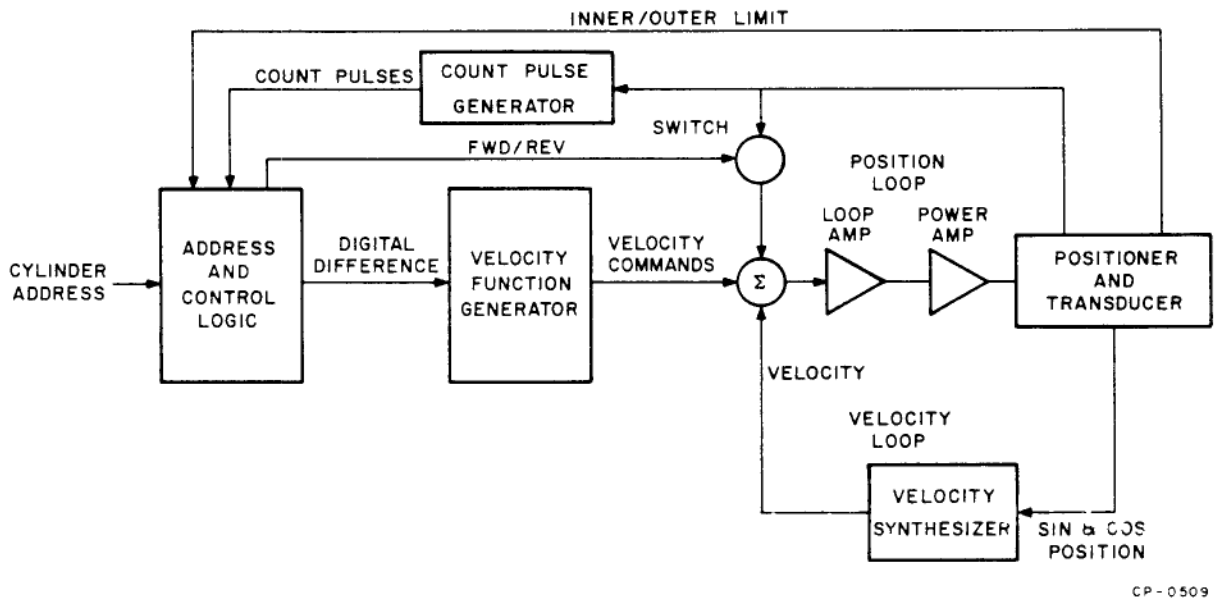 INNER/OUTER LIMIT
COUNT PULSES
COUNT PULSE
GENERATOR
SWITCH
FWD/REV
POSITION
LOOP
LOOP
AMP
POWER
AMP
CYLINDER
ADDRESS
ADDRESS
AND
CONTROL
LOGIC
DIGITAL
DIFFERENCE
VELOCITY
FUNCTION
GENERATOR
VELOCITY
COMMANDS
Σ
POSITIONER
AND
TRANSDUCER
VELOCITY
VELOCITY
LOOP
VELOCITY
SYNTHESIZER
SIN & COS
POSITION
CP-0509